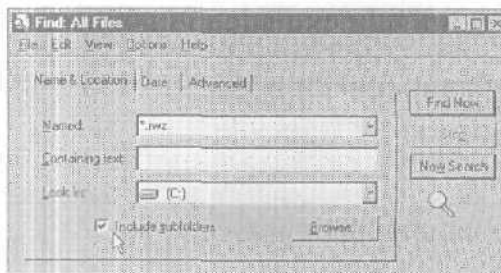 Find: All Files
File Edit View Options Help
Name & Location Date Advanced
Find Now
Named: *.rwz
Stop
Containing text:
New Search
Look in: (C:)
Include subfolders Browse...